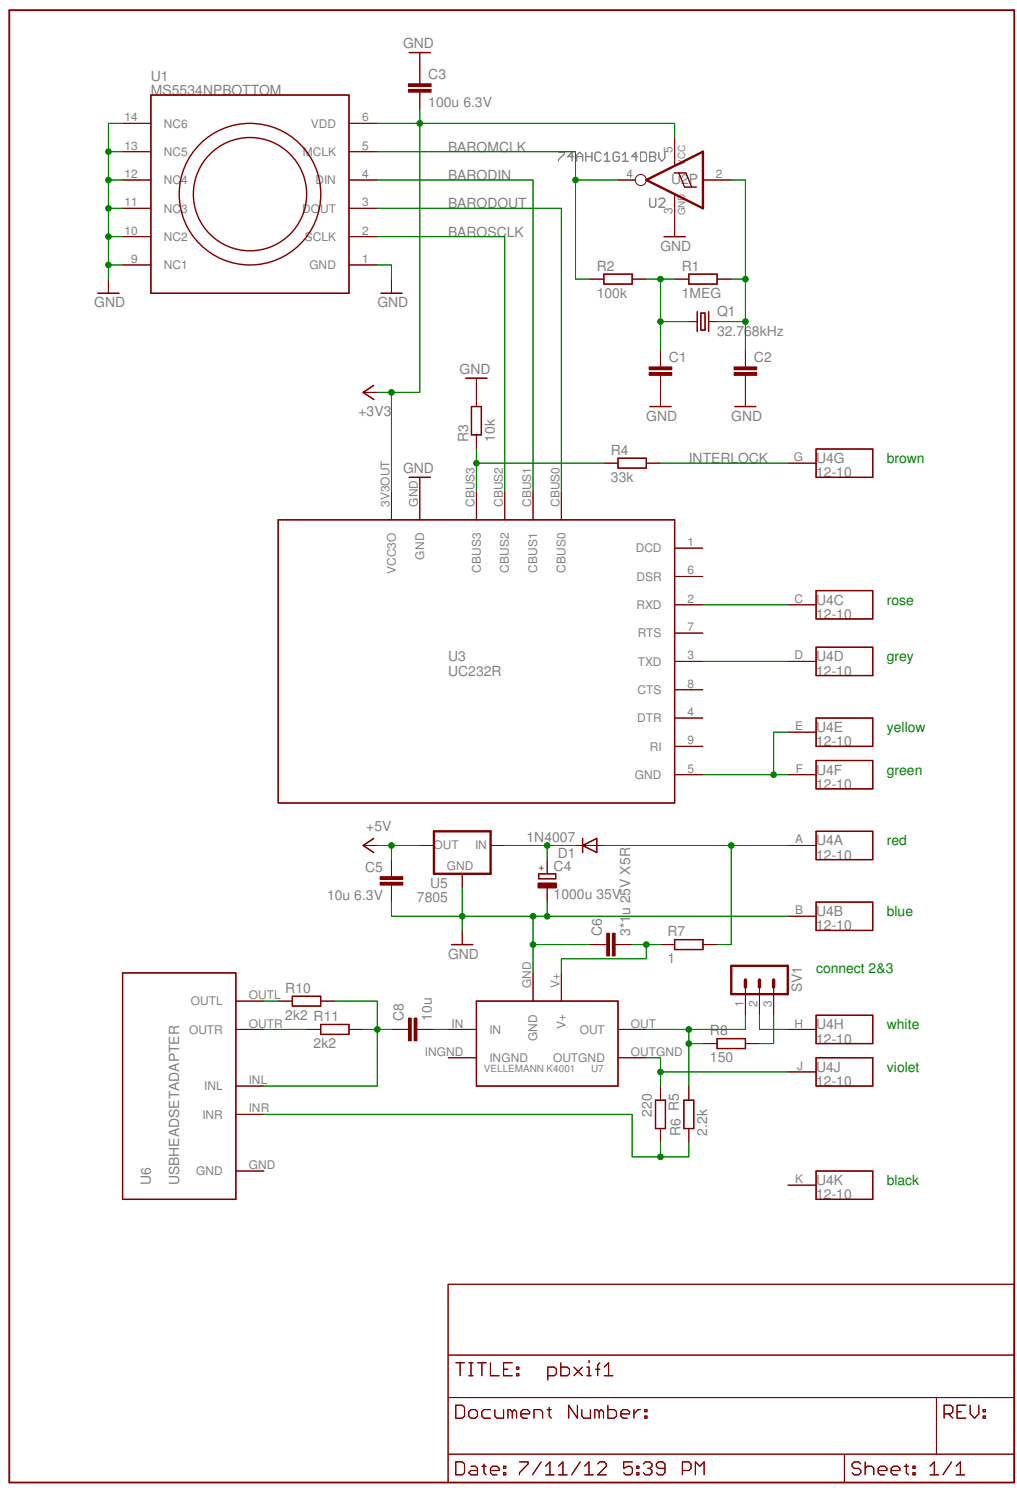 GND
C3
100u 6.3V
U1
MS5534NPBOTTOM
14 NC6 VDD 6
13 NC5 MCLK 5 BAROMCLK
12 NC4 DIN 4 BARODIN
11 NC3 DOUT 3 BARODOUT
10 NC2 SCLK 2 BAROSCLK
9 NC1 GND 1
GND
GND
74AHC1G14DBV
5
VCC
4
U2P
2
U2
3
GND
GND
R2
100k
R1
1MEG
Q1
32.768kHz
C1
C2
GND
GND
+3V3
GND
R3
10k
R4
33k
INTERLOCK
G
U4G
12-10
brown
GND
3V3OUT
GND
CBUS3
CBUS2
CBUS1
CBUS0
VCC3O
GND
CBUS3
CBUS2
CBUS1
CBUS0
U3
UC232R
DCD 1
DSR 6
RXD 2
RTS 7
TXD 3
CTS 8
DTR 4
RI 9
GND 5
C
U4C
12-10
rose
D
U4D
12-10
grey
E
U4E
12-10
yellow
F
U4F
12-10
green
+5V
OUT IN
GND
U5
7805
C5
10u 6.3V
1N4007
D1
+
C4
1000u 35V
A
U4A
12-10
red
B
U4B
12-10
blue
GND
C6
3*1u 25V X5R
R7
1
GND
V+
SV1
connect 2&3
1
2
3
H
U4H
12-10
white
J
U4J
12-10
violet
K
U4K
12-10
black
OUTL OUTL
OUTR OUTR
INL INL
INR INR
GND GND
U6
USBHEADSETADAPTER
R10
2k2
R11
2k2
C8
10u
IN
INGND
IN
GND
V+
OUT
INGND OUTGND
VELLEMANN K4001 U7
OUT
OUTGND
R8
150
220
R6
R5
2.2k
TITLE: pbxif1
Document Number:
REV:
Date: 7/11/12 5:39 PM
Sheet: 1/1